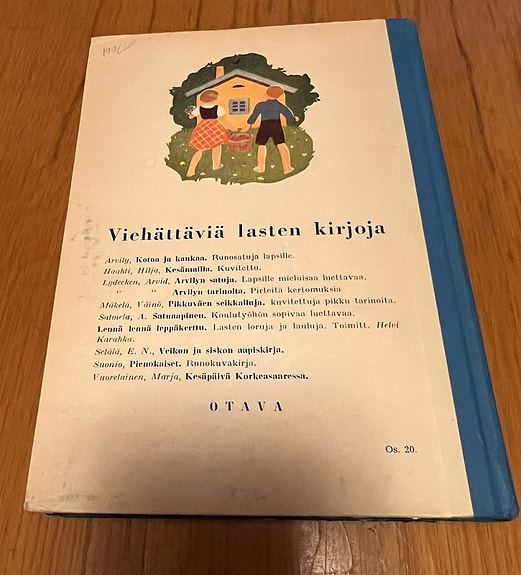 Viehättäviä lasten kirjoja
Arvily, Kotoa ja kaukaa. Runosatuja lapsille.
Haahti, Hilja, Kesämailla. Kuvitettu.
Lydecken, Arvid, Arvilyn satuja. Lapsille mieluisaa luettavaa.
" " Arvilyn tarinoita. Pirteitä kertomuksia
Mäkelä, Väinö, Pikkuväen seikkailuja. kuvitettuja pikku tarinoita.
Salmela, A. Satuaapinen. Koulutyöhön sopivaa luettavaa.
Lennä lennä leppäkerttu, Lasten loruja ja lauluja. Toimitt. Helvi
Karahka.
Setälä, E. N., Veikon ja siskon aapiskirja.
Suonio, Pienokaiset. Runokuvakirja.
Vuorelainen, Marja, Kesäpäivä Korkeasaaressa.
OTAVA
Os. 20.